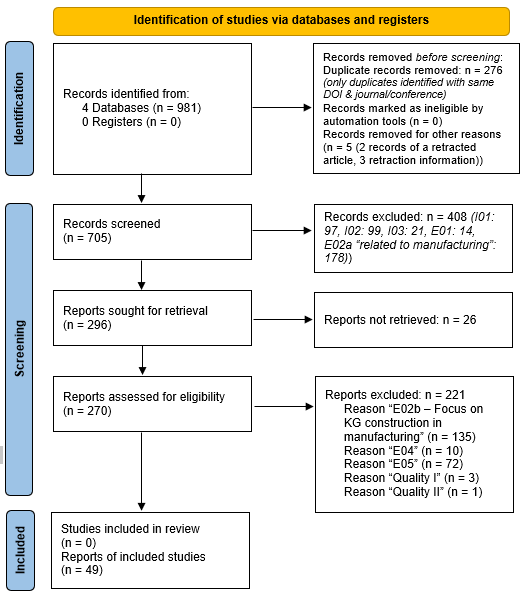 Identification of studies via databases and registers
Identification
Records identified from:
4 Databases (n = 981)
0 Registers (n = 0)
Records removed before screening:
Duplicate records removed: n = 276
(only duplicates identified with same
DOI & journal/conference)
Records marked as ineligible by
automation tools (n = 0)
Records removed for other reasons
(n = 5 (2 records of a retracted
article, 3 retraction information))
Screening
Records screened
(n = 705)
Records excluded: n = 408 (I01:
97, I02: 99, I03: 21, E01: 14,
E02a “related to manufacturing”:
178))
Reports sought for retrieval
(n = 296)
Reports not retrieved: n = 26
Reports assessed for eligibility
(n = 270)
Reports excluded: n = 221
Reason “E02b – Focus on
KG construction in
manufacturing” (n = 135)
Reason “E04” (n = 10)
Reason “E05” (n = 72)
Reason “Quality I” (n = 3)
Reason “Quality II” (n = 1)
Included
Studies included in review
(n = 0)
Reports of included studies
(n = 49)